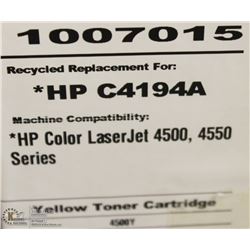 1007015
Recycled Replacement For:
*HP C4194A
Machine Compatibility:
*HP Color LaserJet 4500, 4550
Series
Yellow Toner Cartridge
4500Y